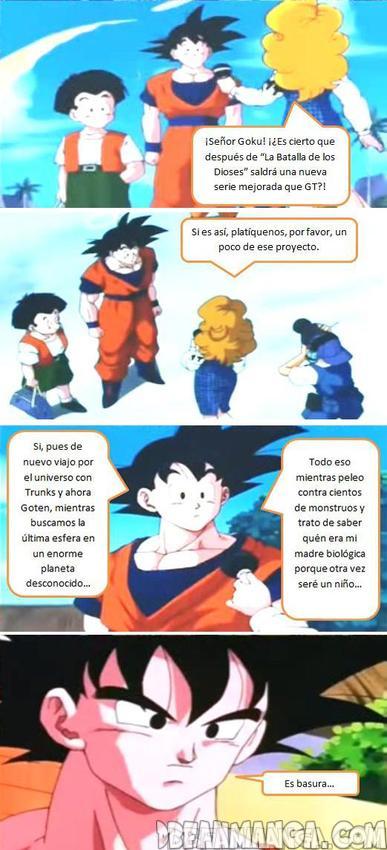 ¡Señor Goku! ¡¿Es cierto que
después de "La Batalla de los
Dioses" saldrá una nueva
serie mejorada que GT?!
Si es así, platíquenos, por favor, un
poco de ese proyecto.
Si, pues de
nuevo viajo por
el universo con
Trunks y ahora
Goten, mientras
buscamos la
última esfera en
un enorme
planeta
desconocido...
Todo eso
mientras peleo
contra cientos
de monstruos y
trato de saber
quén era mi
madre biológica
porque otra vez
seré un niño...
Es basura...
DBFANMANGA.COM